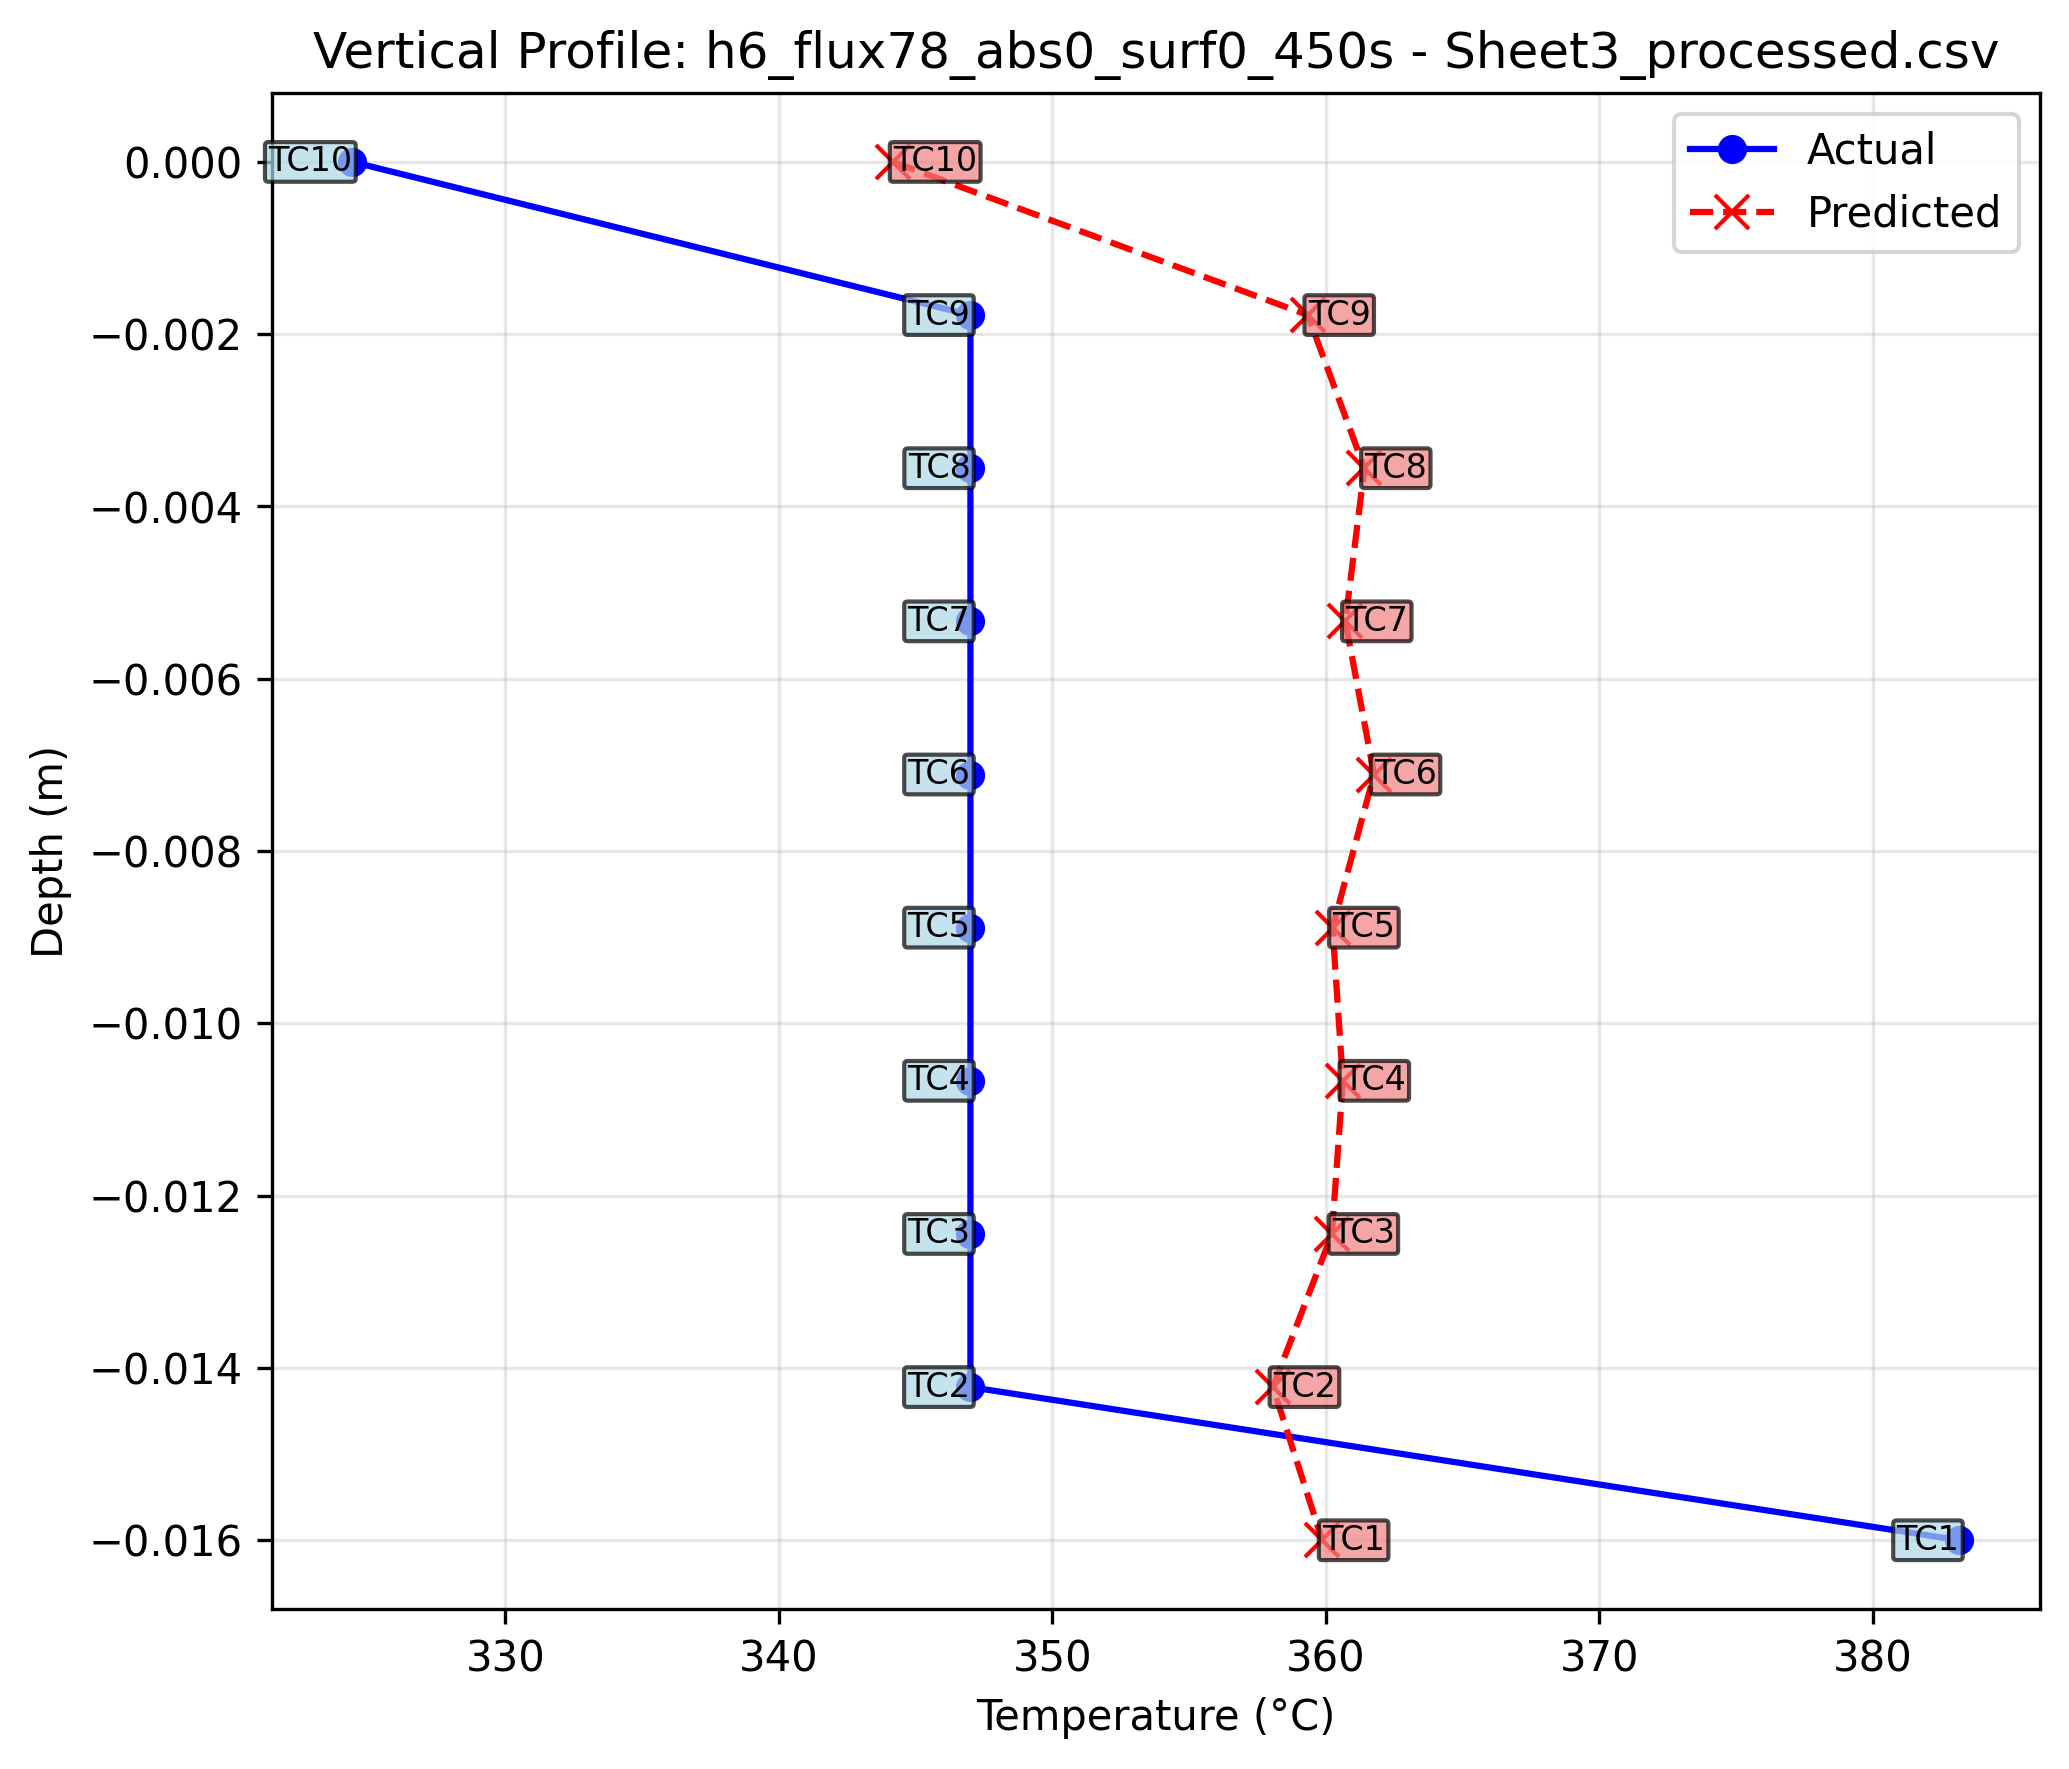 Vertical Profile: h6_flux78_abs0_surf0_450s - Sheet3_processed.csv
Actual
Predicted
0.000
−0.002
−0.004
−0.006
−0.008
−0.010
−0.012
−0.014
−0.016
Depth (m)
TC10 TC10
TC9 TC9
TC8 TC8
TC7 TC7
TC6 TC6
TC5 TC5
TC4 TC4
TC3 TC3
TC2 TC2
TC1 TC1
330 340 350 360 370 380
Temperature (°C)